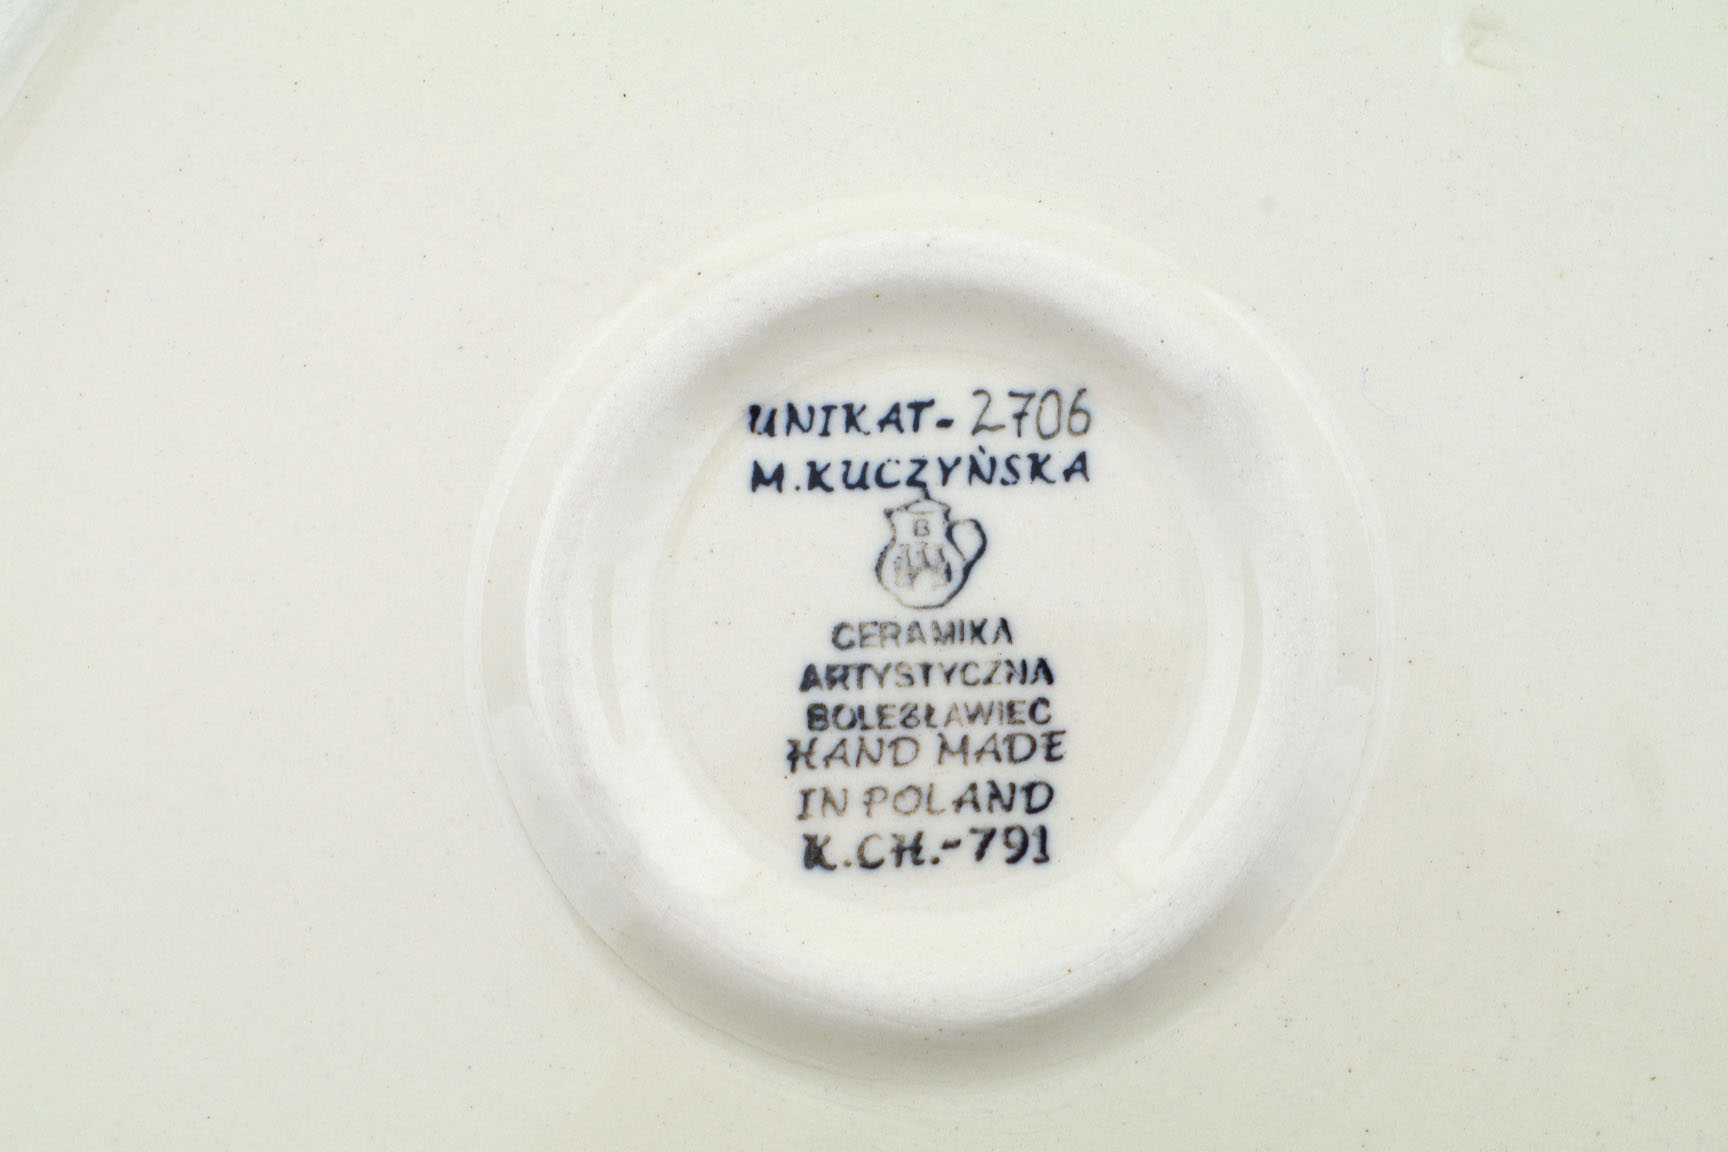 UNIKAT-2706
M.KUCZYŃSKA
B
CERAMIKA
ARTYSTYCZNA
BOLESŁAWIEC
HAND MADE
IN POLAND
K.CH.-791